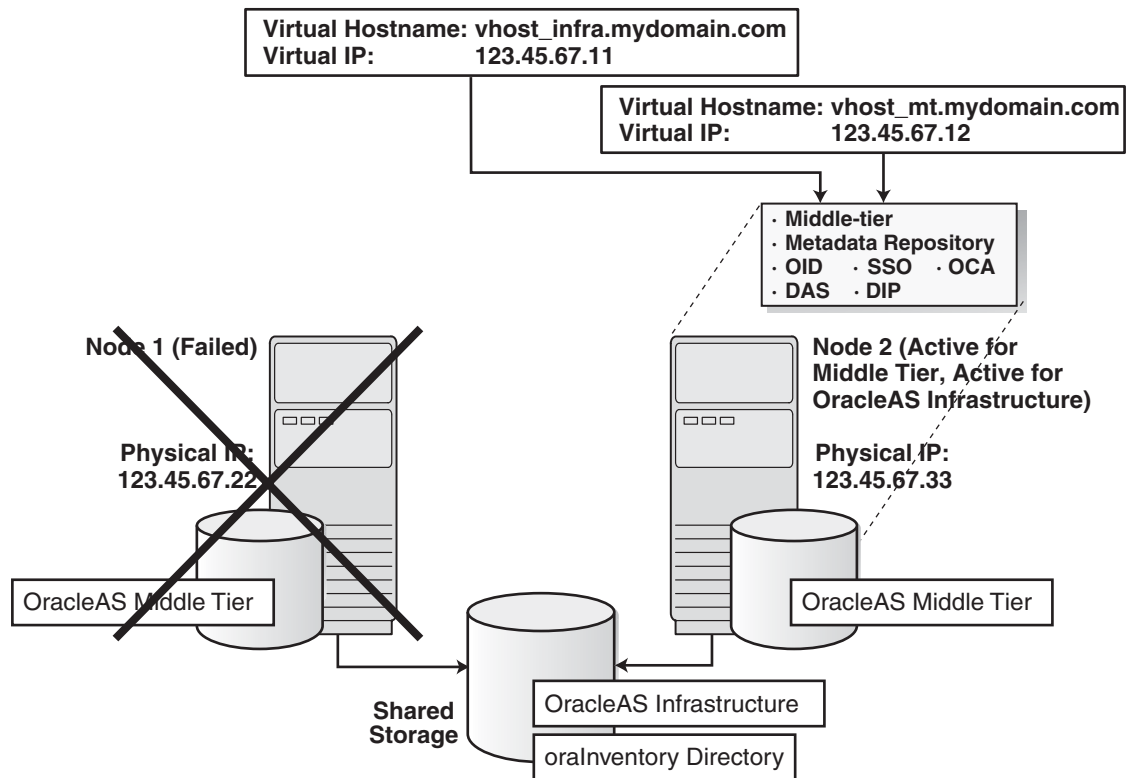 Virtual Hostname: vhost_infra.mydomain.com
Virtual IP: 123.45.67.11
Virtual Hostname: vhost_mt.mydomain.com
Virtual IP: 123.45.67.12
· Middle-tier
· Metadata Repository
· OID · SSO · OCA
· DAS · DIP
Node 1 (Failed)
Physical IP:
123.45.67.22
OracleAS Middle Tier
Node 2 (Active for
Middle Tier, Active for
OracleAS Infrastructure)
Physical IP:
123.45.67.33
OracleAS Middle Tier
Shared
Storage
OracleAS Infrastructure
oraInventory Directory